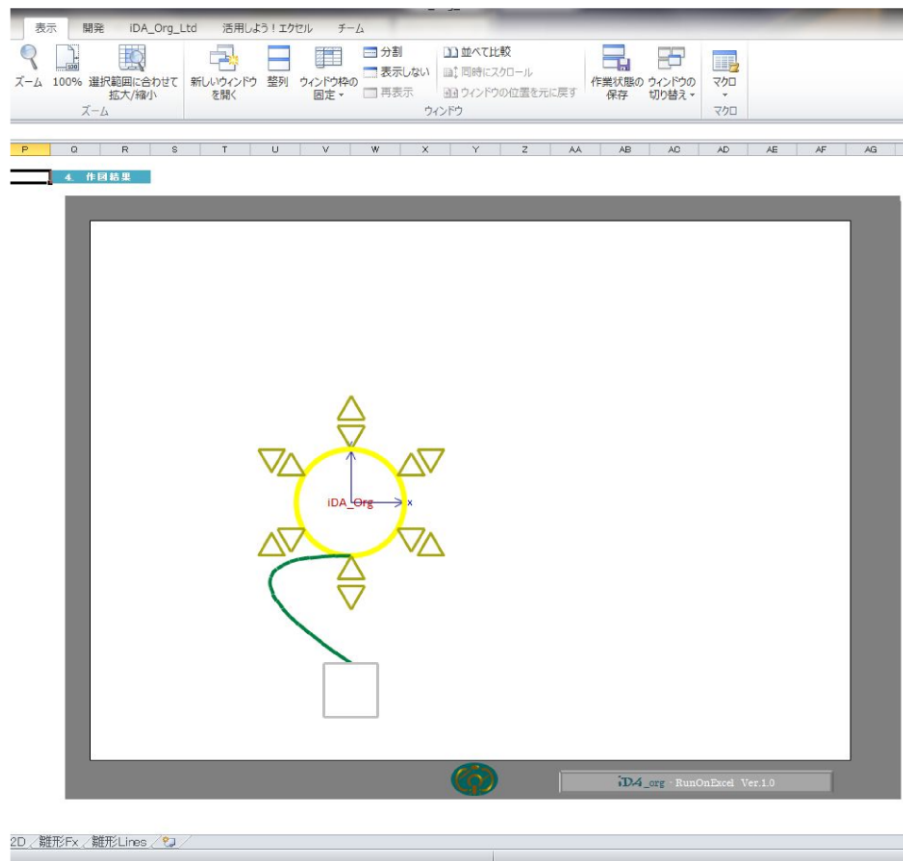 表示 開発 iDA_Org_Ltd 活用しよう!エクセル チーム
ズーム 100% 選択範囲に合わせて 拡大/縮小
新しいウィンドウ を開く 整列 ウィンドウ枠の 固定
分割
表示しない
再表示
並べて比較
同時にスクロール
ウィンドウの位置を元に戻す
作業状態の 保存 ウィンドウの 切り替え マクロ
ズーム ウィンドウ マクロ
P Q R S T U V W X Y Z AA AB AC AD AE AF AG
4. 作図結果
iDA_Org x
iDA_org - RunOnExcel Ver.1.0
2D 雛形Fx 雛形Lines